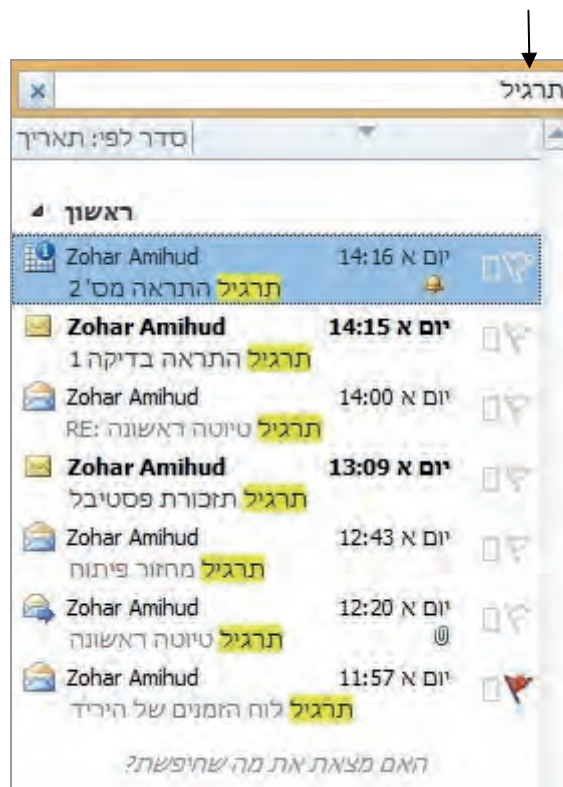 תרגיל
סדר לפי: תאריך
ראשון
Zohar Amihud יום א 14:16
תרגיל התראה מס' 2
Zohar Amihud יום א 14:15
תרגיל התראה בדיקה 1
Zohar Amihud יום א 14:00
תרגיל טיוטה ראשונה :RE
Zohar Amihud יום א 13:09
תרגיל תזכורת פסטיבל
Zohar Amihud יום א 12:43
תרגיל מחזור פיתוח
Zohar Amihud יום א 12:20
תרגיל טיוטה ראשונה
Zohar Amihud יום א 11:57
תרגיל לוח הזמנים של היריד
האם מצאת את מה שחיפשת?